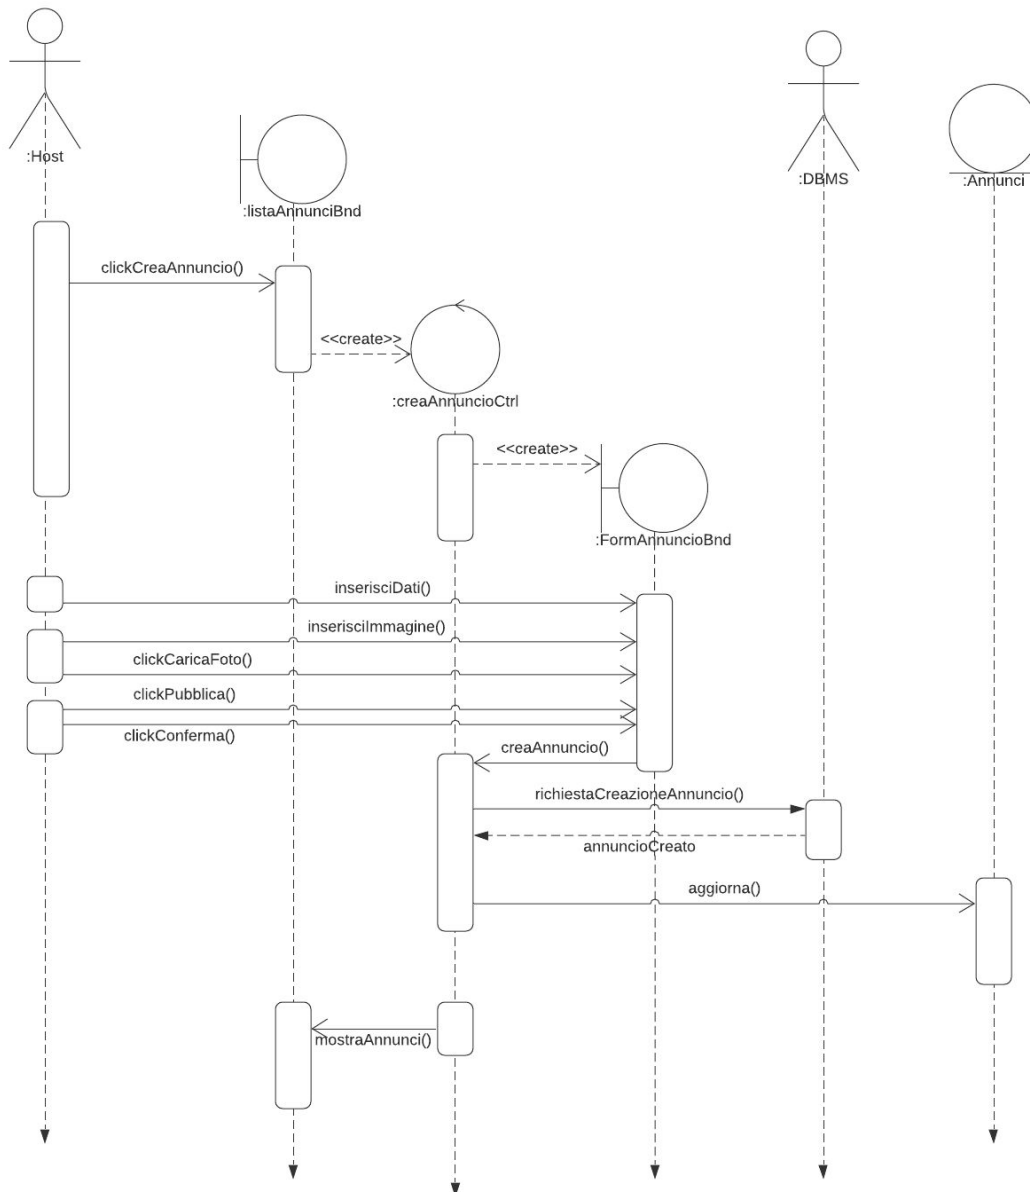 :Host
:DBMS
:Annunci
:listaAnnunciBnd
clickCreaAnnuncio()
<<create>>
:creaAnnuncioCtrl
<<create>>
:FormAnnuncioBnd
inserisciDati()
inserisciImmagine()
clickCaricaFoto()
clickPubblica()
clickConferma()
creaAnnuncio()
richiestaCreazioneAnnuncio()
annuncioCreato
aggiorna()
mostraAnnunci()